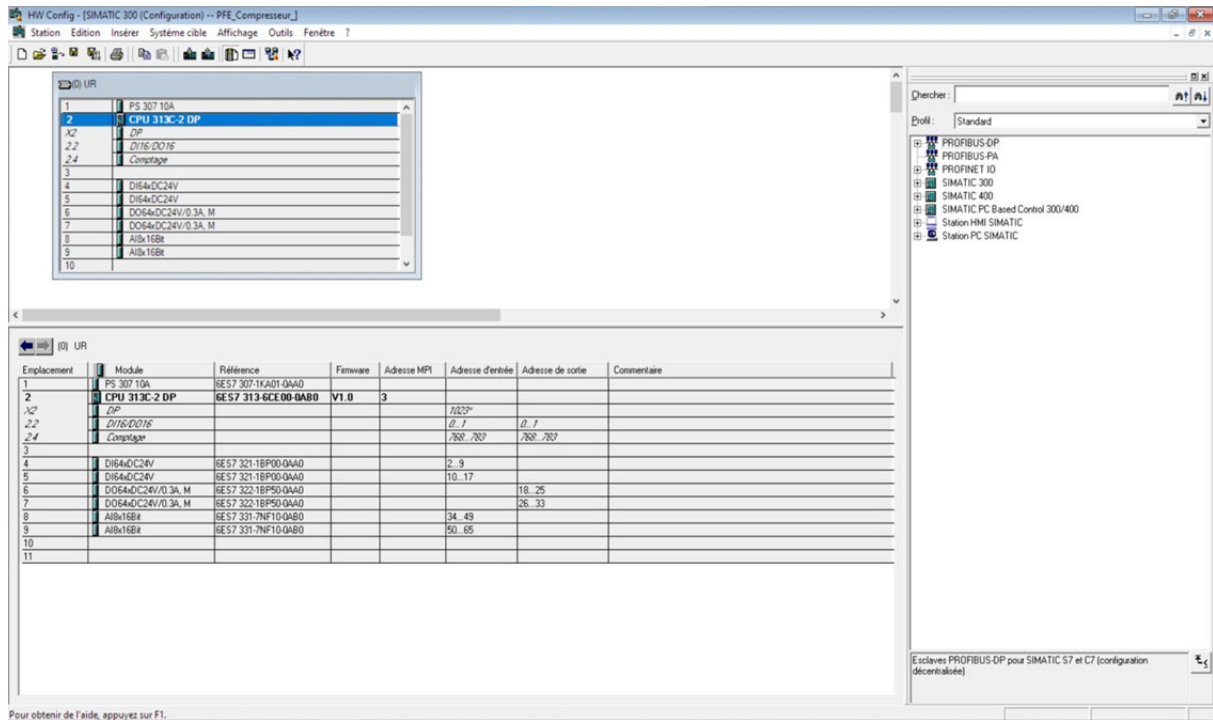 HW Config - [SIMATIC 300 (Configuration) -- PFE_Compresseur_]
Station Edition Insérer Système cible Affichage Outils Fenêtre ?
(0) UR
1 PS 307 10A
2 CPU 313C-2 DP
X2 DP
2.2 DI16/DO16
2.4 Comptage
3
4 DI64xDC24V
5 DI64xDC24V
6 DO64xDC24V/0.3A, M
7 DO64xDC24V/0.3A, M
8 AI8x16Bit
9 AI8x16Bit
10
Chercher :
Profil : Standard
PROFIBUS-DP
PROFIBUS-PA
PROFINET IO
SIMATIC 300
SIMATIC 400
SIMATIC PC Based Control 300/400
Station HMI SIMATIC
Station PC SIMATIC
(0) UR
Emplacement Module Référence Firmware Adresse MPI Adresse d'entrée Adresse de sortie Commentaire
1 PS 307 10A 6ES7 307-1KA01-0AA0
2 CPU 313C-2 DP 6ES7 313-6CE00-0AB0 V1.0 3
X2 DP 1023*
2.2 DI16/DO16 0...1 0...1
2.4 Comptage 768...783 768...783
3
4 DI64xDC24V 6ES7 321-1BP00-0AA0 2...9
5 DI64xDC24V 6ES7 321-1BP00-0AA0 10...17
6 DO64xDC24V/0.3A, M 6ES7 322-1BP50-0AA0 18...25
7 DO64xDC24V/0.3A, M 6ES7 322-1BP50-0AA0 26...33
8 AI8x16Bit 6ES7 331-7NF10-0AB0 34...49
9 AI8x16Bit 6ES7 331-7NF10-0AB0 50...65
10
11
Esclaves PROFIBUS-DP pour SIMATIC S7 et C7 (configuration
décentralisée)
Pour obtenir de l'aide, appuyez sur F1.